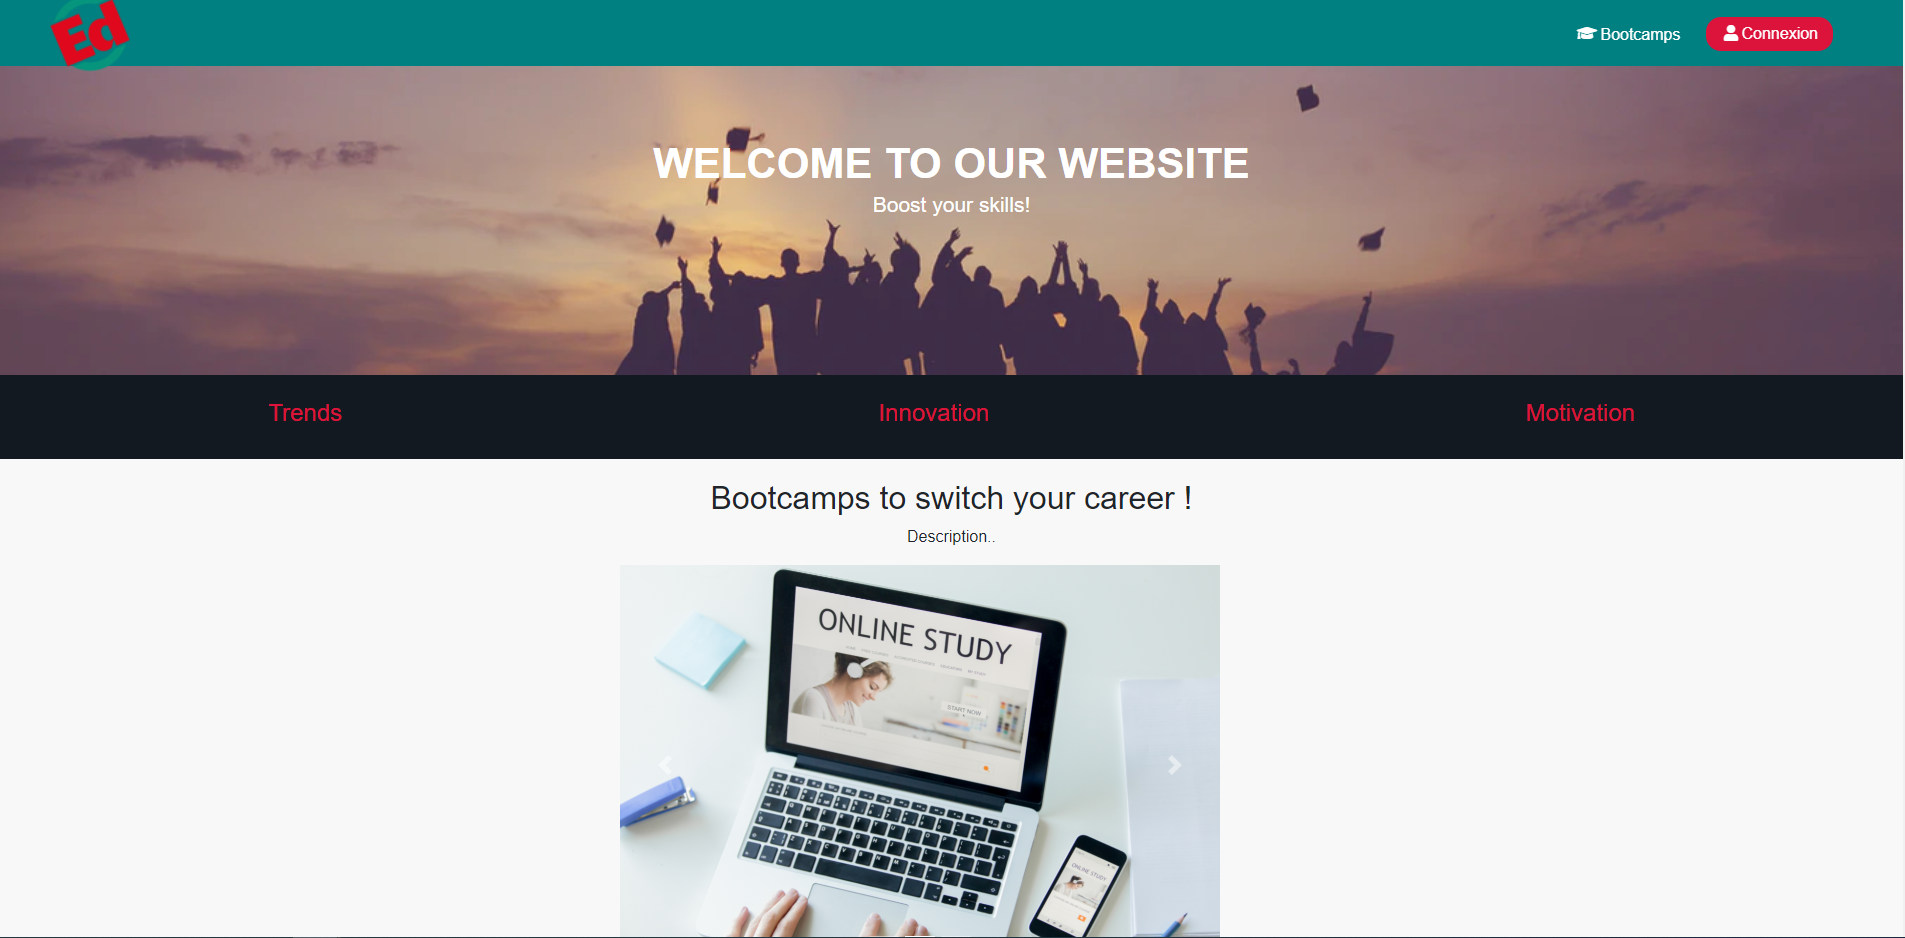 Ed
Bootcamps
Connexion
WELCOME TO OUR WEBSITE
Boost your skills!
Trends
Innovation
Motivation
Bootcamps to switch your career !
Description..
ONLINE STUDY
START NOW
ONLINE STUDY